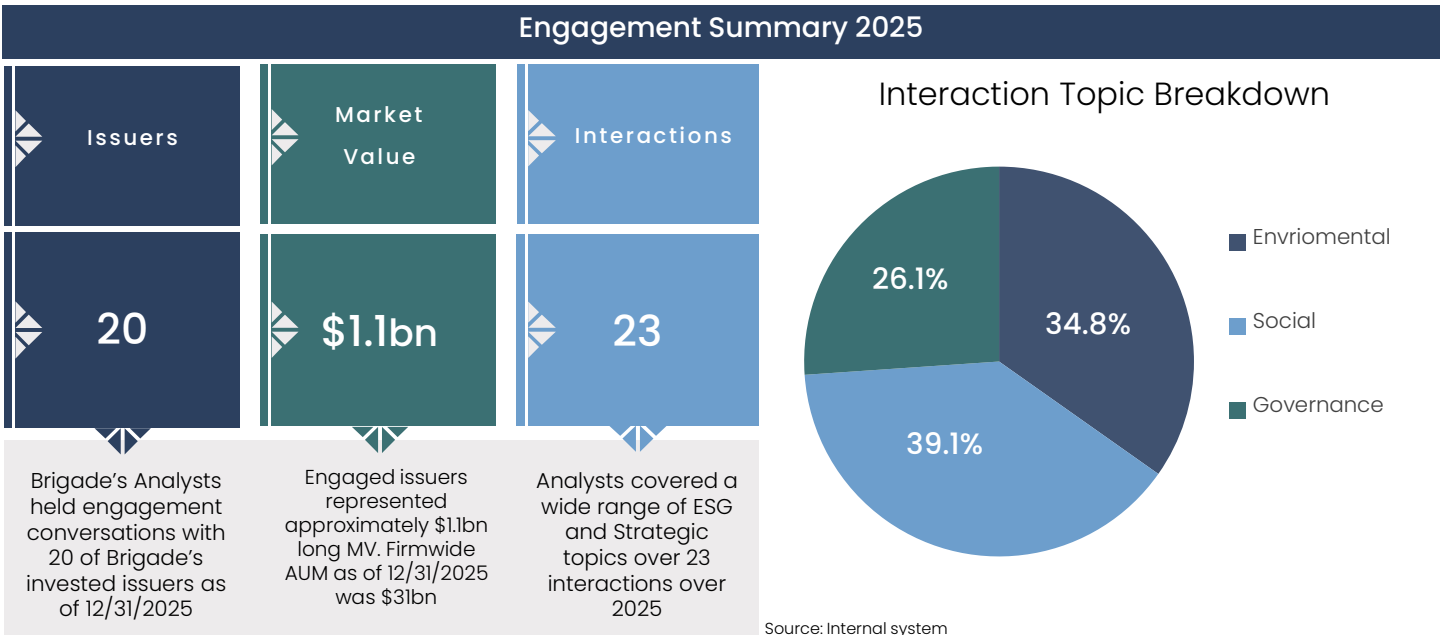 Engagement Summary 2025
Issuers
20
Brigade's Analysts
held engagement
conversations with
20 of Brigade's
invested issuers as
of 12/31/2025
Market
Value
$1.1bn
Engaged issuers
represented
approximately $1.1bn
long MV. Firmwide
AUM as of 12/31/2025
was $31bn
Interactions
23
Analysts covered a
wide range of ESG
and Strategic
topics over 23
interactions over
2025
Interaction Topic Breakdown
26.1%
34.8%
39.1%
Envriomental
Social
Governance
Source: Internal system